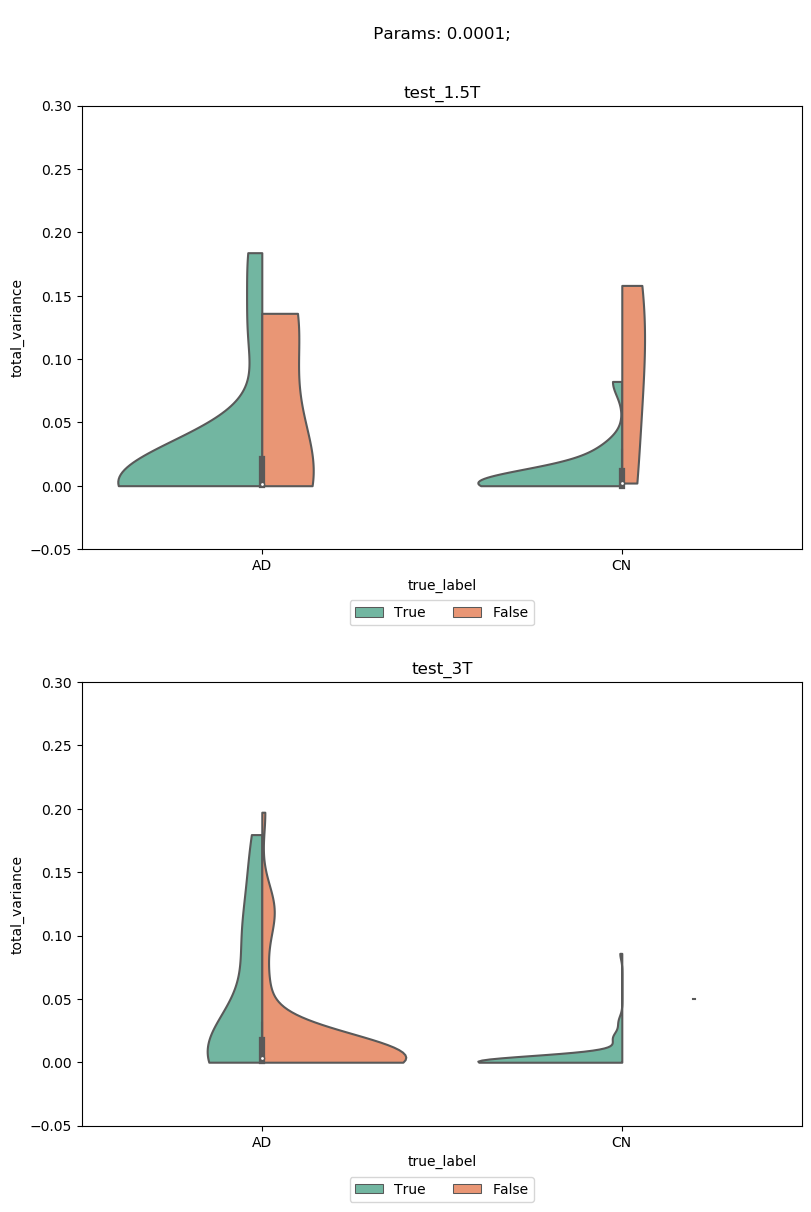 Params: 0.0001;
test_1.5T
0.30
0.25
0.20
0.15
0.10
0.05
0.00
−0.05
total_variance
AD CN
true_label
True False
test_3T
0.30
0.25
0.20
0.15
0.10
0.05
0.00
−0.05
total_variance
AD CN
true_label
True False